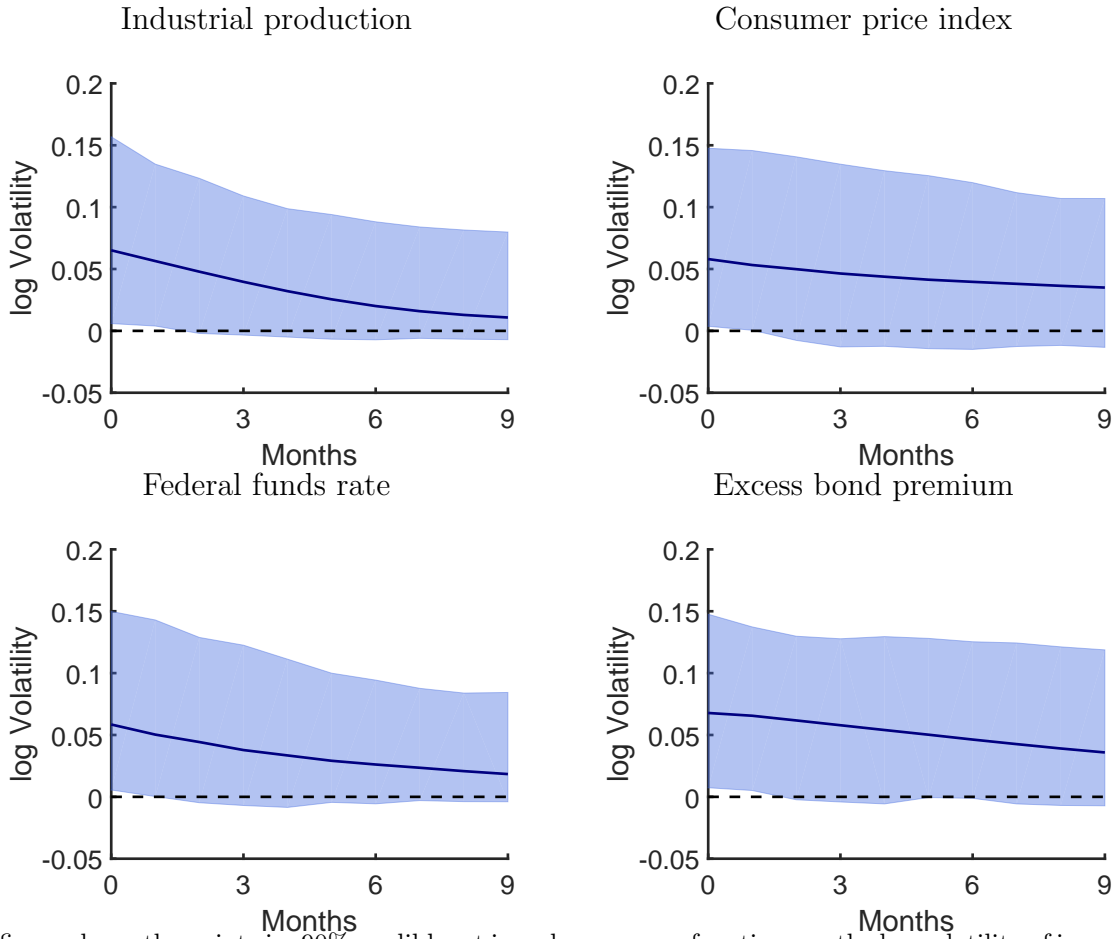 Industrial production
Consumer price index
0.2
0.15
0.1
0.05
0
-0.05
log Volatility
0 3 6 9
Months
0.2
0.15
0.1
0.05
0
-0.05
log Volatility
0 3 6 9
Months
Federal funds rate
Excess bond premium
0.2
0.15
0.1
0.05
0
-0.05
log Volatility
0 3 6 9
Months
0.2
0.15
0.1
0.05
0
-0.05
log Volatility
0 3 6 9
Months